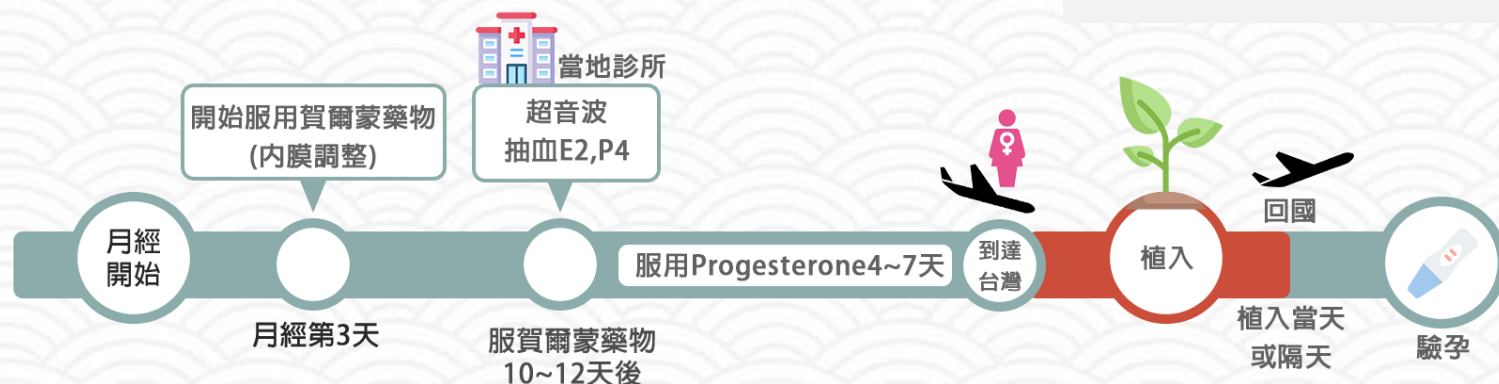 當地診所
開始服用賀爾蒙藥物
(內膜調整)
超音波
抽血E2,P4
月經
開始
月經第3天
服賀爾蒙藥物
10~12天後
服用Progesterone4~7天
到達
台灣
植入
回國
植入當天
或隔天
驗孕